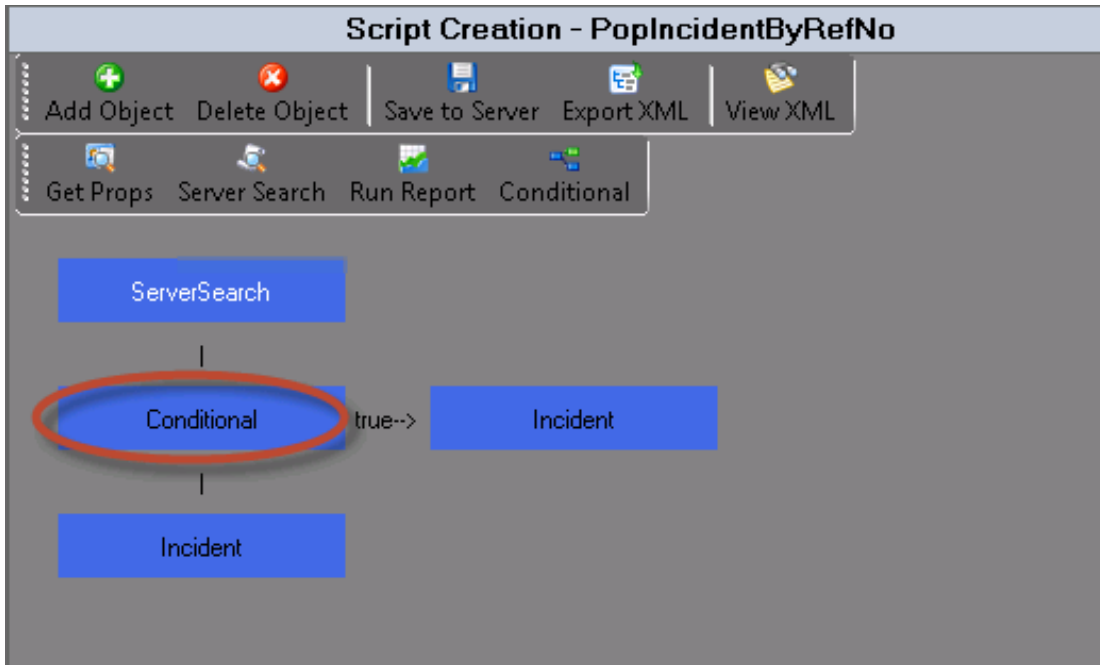 Script Creation - PopIncidentByRefNo
Add Object Delete Object Save to Server Export XML View XML
Get Props Server Search Run Report Conditional
ServerSearch
Conditional true--> Incident
Incident